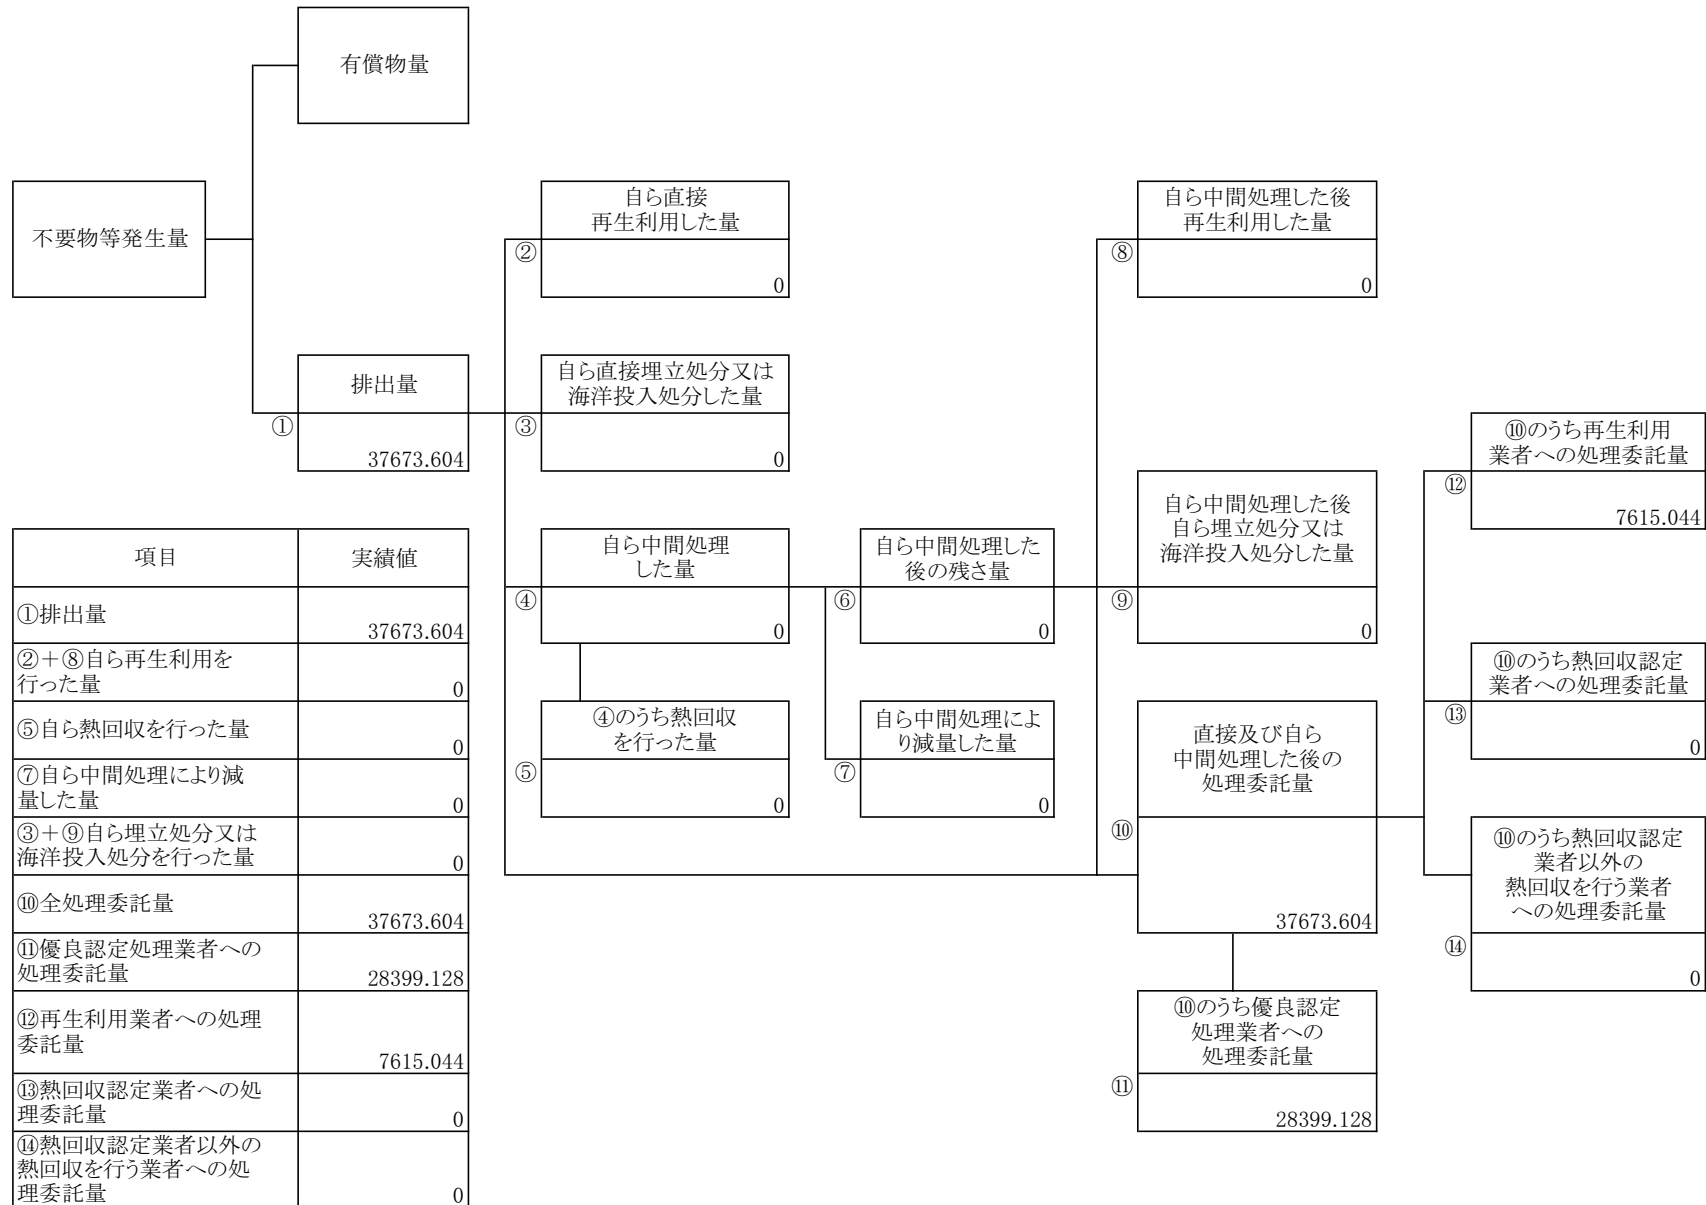 有償物量
不要物等発生量
自ら直接
再生利用した量
②
0
自ら中間処理した後
再生利用した量
⑧
0
排出量
①
37673.604
自ら直接埋立処分又は
海洋投入処分した量
③
0
⑩のうち再生利用
業者への処理委託量
⑫
7615.044
自ら中間処理
した量
④
0
自ら中間処理した
後の残さ量
⑥
0
自ら中間処理した後
自ら埋立処分又は
海洋投入処分した量
⑨
0
⑩のうち熱回収認定
業者への処理委託量
⑬
0
④のうち熱回収
を行った量
⑤
0
自ら中間処理によ
り減量した量
⑦
0
直接及び自ら
中間処理した後の
処理委託量
⑩
37673.604
⑩のうち熱回収認定
業者以外の
熱回収を行う業者
への処理委託量
⑭
0
⑩のうち優良認定
処理業者への
処理委託量
⑪
28399.128
項目 実績値
①排出量
37673.604
②＋⑧自ら再生利用を
行った量 0
⑤自ら熱回収を行った量
0
⑦自ら中間処理により減
量した量 0
③＋⑨自ら埋立処分又は
海洋投入処分を行った量 0
⑩全処理委託量
37673.604
⑪優良認定処理業者への
処理委託量 28399.128
⑫再生利用業者への処理
委託量
7615.044
⑬熱回収認定業者への処
理委託量 0
⑭熱回収認定業者以外の
熱回収を行う業者への処
理委託量 0